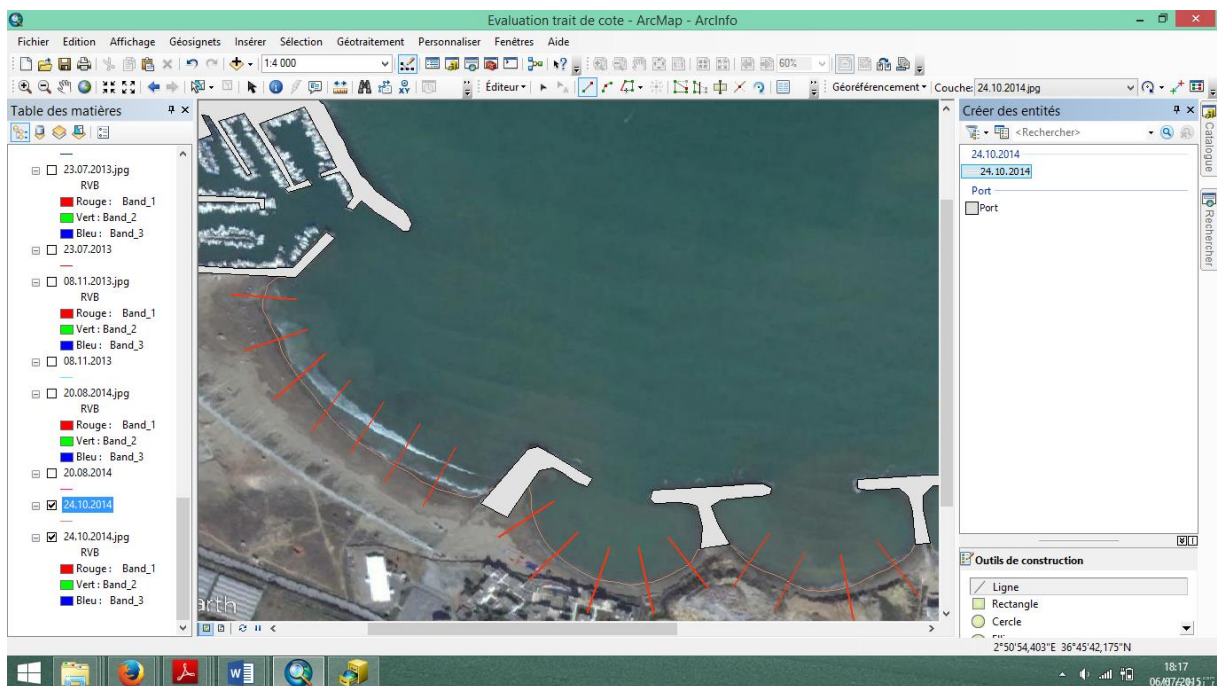 Evaluation trait de cote - ArcMap - ArcInfo
Fichier Edition Affichage Géosignets Insérer Sélection Géotraitement Personnaliser Fenêtres Aide
1:4 000
60%
Éditeur
Géoréférencement
Couche: 24.10.2014.jpg
Table des matières
23.07.2013.jpg
RVB
Rouge : Band_1
Vert : Band_2
Bleu : Band_3
23.07.2013
08.11.2013.jpg
RVB
Rouge : Band_1
Vert : Band_2
Bleu : Band_3
08.11.2013
20.08.2014.jpg
RVB
Rouge : Band_1
Vert : Band_2
Bleu : Band_3
20.08.2014
24.10.2014
24.10.2014.jpg
RVB
Rouge : Band_1
Vert : Band_2
Bleu : Band_3
arth
Créer des entités
<Rechercher>
24.10.2014
24.10.2014
Port
Port
Outils de construction
Ligne
Rectangle
Cercle
Catalogue
Rechercher
2°50'54,403"E 36°45'42,175"N
18:17
06/07/2015